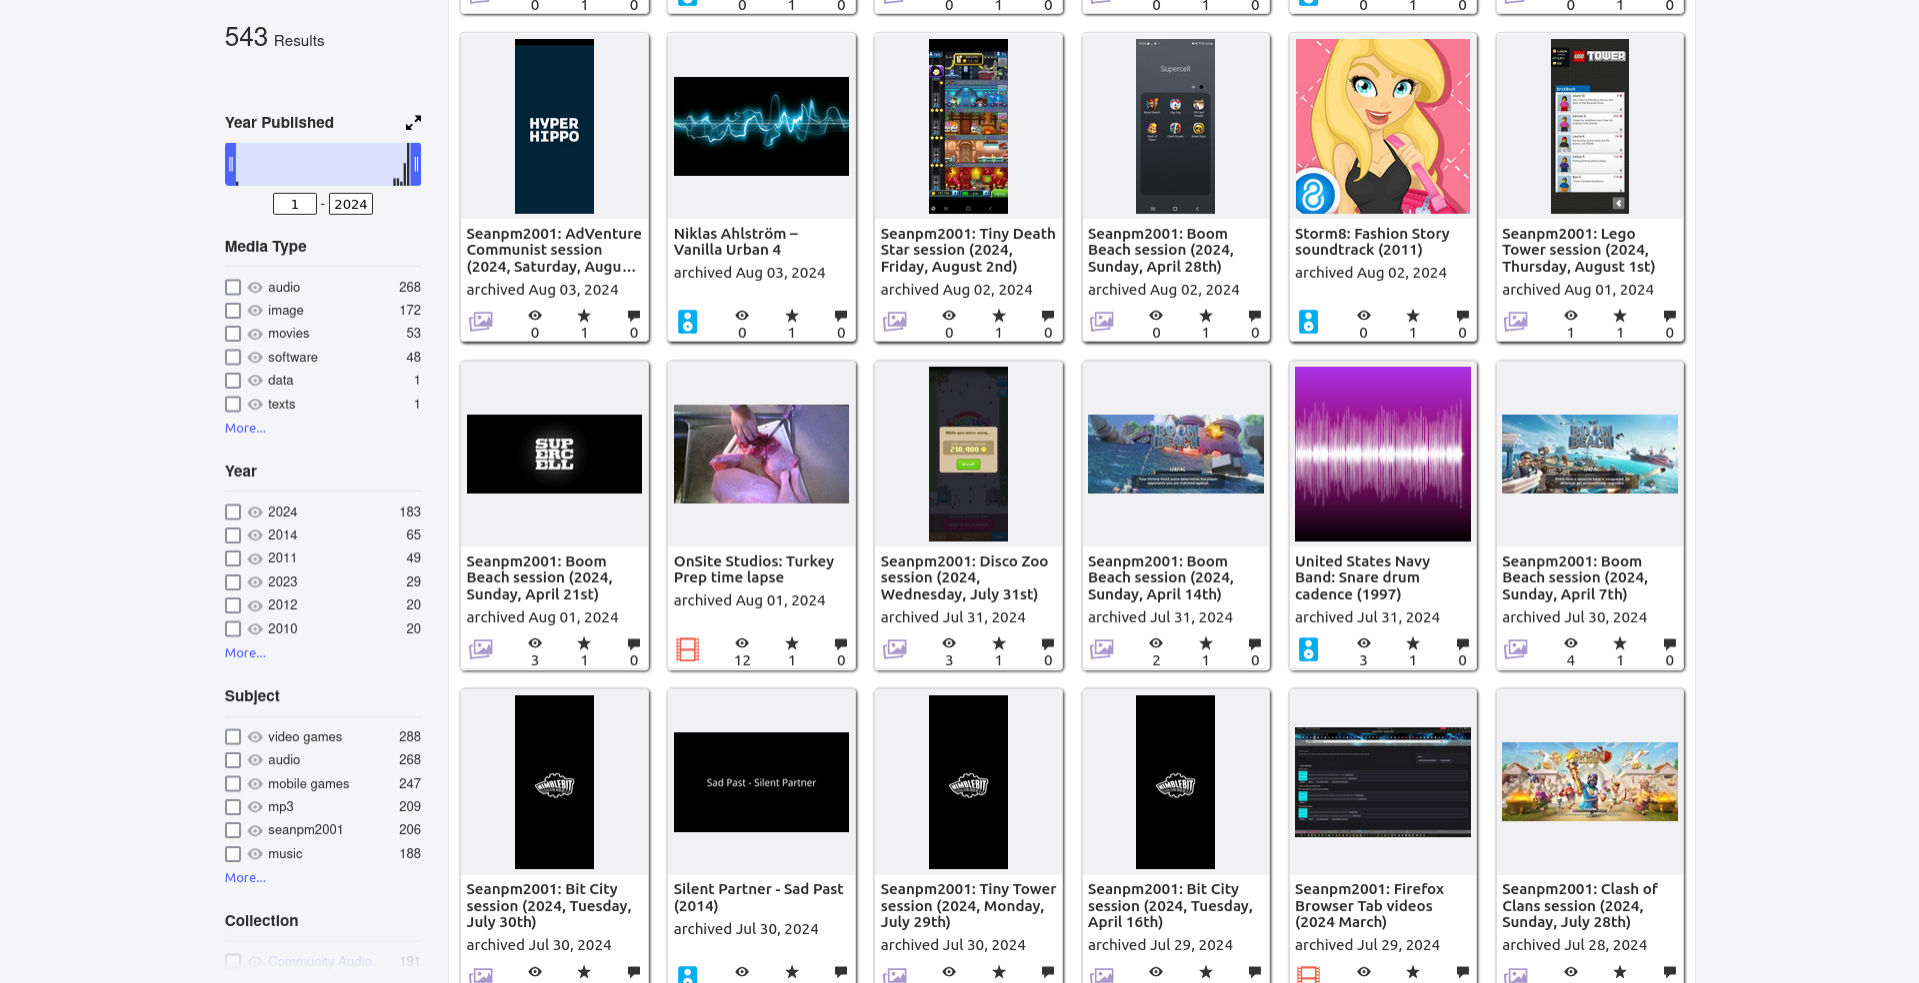 0 1 0 0 1 0 0 1 0 0 1 0 0 1 0 0 1 0
543 Results
Year Published
1 - 2024
Media Type
audio 268
image 172
movies 53
software 48
data 1
texts 1
More...
Year
2024 183
2014 65
2011 49
2023 29
2012 20
2010 20
More...
Subject
video games 288
audio 268
mobile games 247
mp3 209
seanpm2001 206
music 188
More...
Collection
Community Audio 191
HYPER
HIPPO
Seanpm2001: AdVenture
Communist session
(2024, Saturday, Augu...
archived Aug 03, 2024
0 1 0
Niklas Ahlström –
Vanilla Urban 4
archived Aug 03, 2024
0 1 0
Seanpm2001: Tiny Death
Star session (2024,
Friday, August 2nd)
archived Aug 02, 2024
0 1 0
Supercell
Seanpm2001: Boom
Beach session (2024,
Sunday, April 28th)
archived Aug 02, 2024
0 1 0
Storm8: Fashion Story
soundtrack (2011)
archived Aug 02, 2024
0 1 0
LEGO TOWER
Seanpm2001: Lego
Tower session (2024,
Thursday, August 1st)
archived Aug 01, 2024
1 1 0
SUP
ERC
ELL
Seanpm2001: Boom
Beach session (2024,
Sunday, April 21st)
archived Aug 01, 2024
3 1 0
OnSite Studios: Turkey
Prep time lapse
archived Aug 01, 2024
12 1 0
While you were away...
210,400
Seanpm2001: Disco Zoo
session (2024,
Wednesday, July 31st)
archived Jul 31, 2024
3 1 0
BOOM
BEACH
LOADING
Seanpm2001: Boom
Beach session (2024,
Sunday, April 14th)
archived Jul 31, 2024
2 1 0
United States Navy
Band: Snare drum
cadence (1997)
archived Jul 31, 2024
3 1 0
BOOM
BEACH
Seanpm2001: Boom
Beach session (2024,
Sunday, April 7th)
archived Jul 30, 2024
4 1 0
NIMBLEBIT
Seanpm2001: Bit City
session (2024, Tuesday,
July 30th)
archived Jul 30, 2024
Sad Past - Silent Partner
Silent Partner - Sad Past
(2014)
archived Jul 30, 2024
NIMBLEBIT
Seanpm2001: Tiny Tower
session (2024, Monday,
July 29th)
archived Jul 30, 2024
NIMBLEBIT
Seanpm2001: Bit City
session (2024, Tuesday,
April 16th)
archived Jul 29, 2024
Seanpm2001: Firefox
Browser Tab videos
(2024 March)
archived Jul 29, 2024
Seanpm2001: Clash of
Clans session (2024,
Sunday, July 28th)
archived Jul 28, 2024